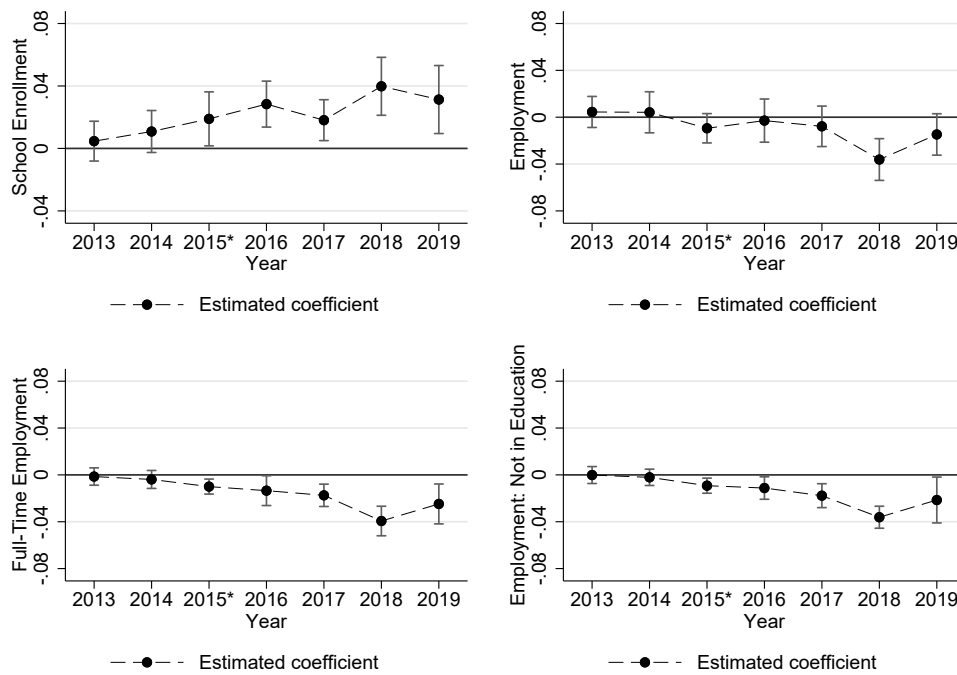 School Enrollment
.08
.04
0
-.04
2013 2014 2015* 2016 2017 2018 2019
Year
Estimated coefficient
Employment
.08
.04
0
-.04
-.08
2013 2014 2015* 2016 2017 2018 2019
Year
Estimated coefficient
Full-Time Employment
.08
.04
0
-.04
-.08
2013 2014 2015* 2016 2017 2018 2019
Year
Estimated coefficient
Employment: Not in Education
.08
.04
0
-.04
-.08
2013 2014 2015* 2016 2017 2018 2019
Year
Estimated coefficient